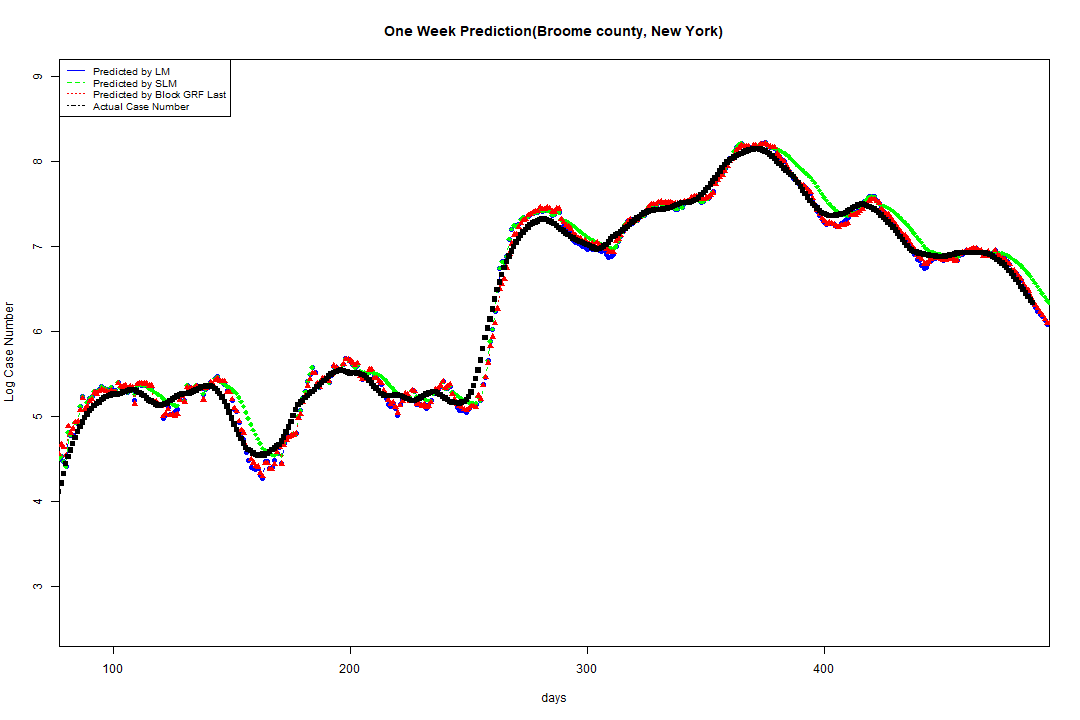 One Week Prediction(Broome county, New York)
Predicted by LM
Predicted by SLM
Predicted by Block GRF Last
Actual Case Number
9
8
7
6
5
4
3
Log Case Number
100 200 300 400
days